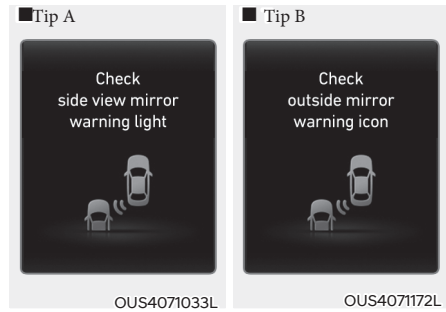 ■Tip A
Check
side view mirror
warning light
OUS4071033L
■ Tip B
Check
outside mirror
warning icon
OUS4071172L